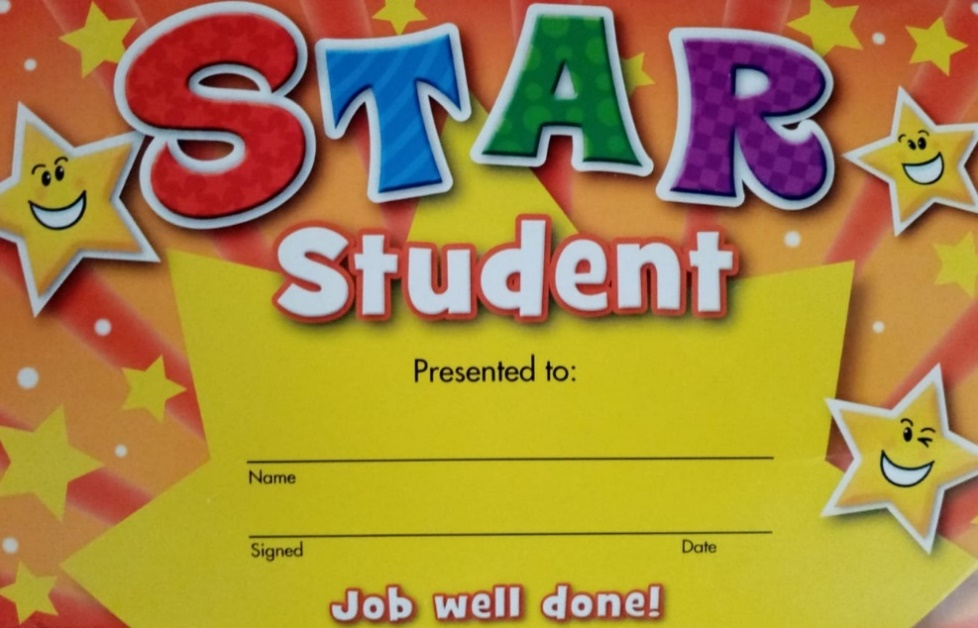 STAR
Student
Presented to:
Name
Signed Date
Job well done!